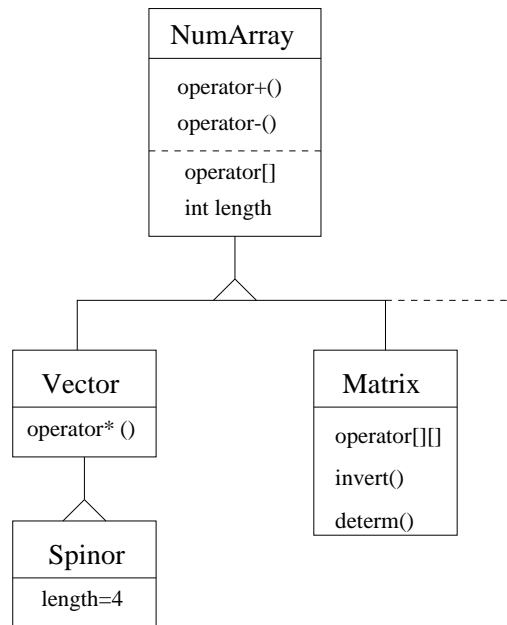 NumArray
operator+()
operator-()
operator[]
int length
Vector
operator* ()
Matrix
operator[][]
invert()
determ()
Spinor
length=4